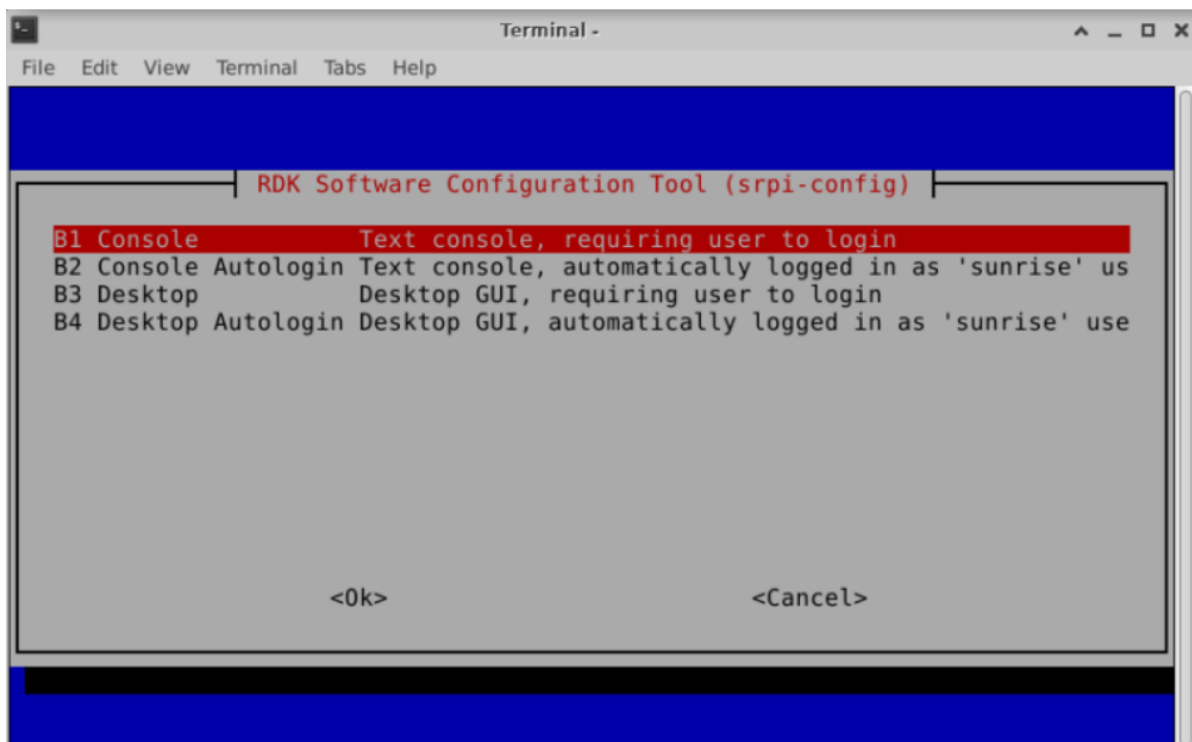 Terminal -
File Edit View Terminal Tabs Help
RDK Software Configuration Tool (srpi-config)
B1 Console Text console, requiring user to login
B2 Console Autologin Text console, automatically logged in as 'sunrise' us
B3 Desktop Desktop GUI, requiring user to login
B4 Desktop Autologin Desktop GUI, automatically logged in as 'sunrise' use
<Ok> <Cancel>